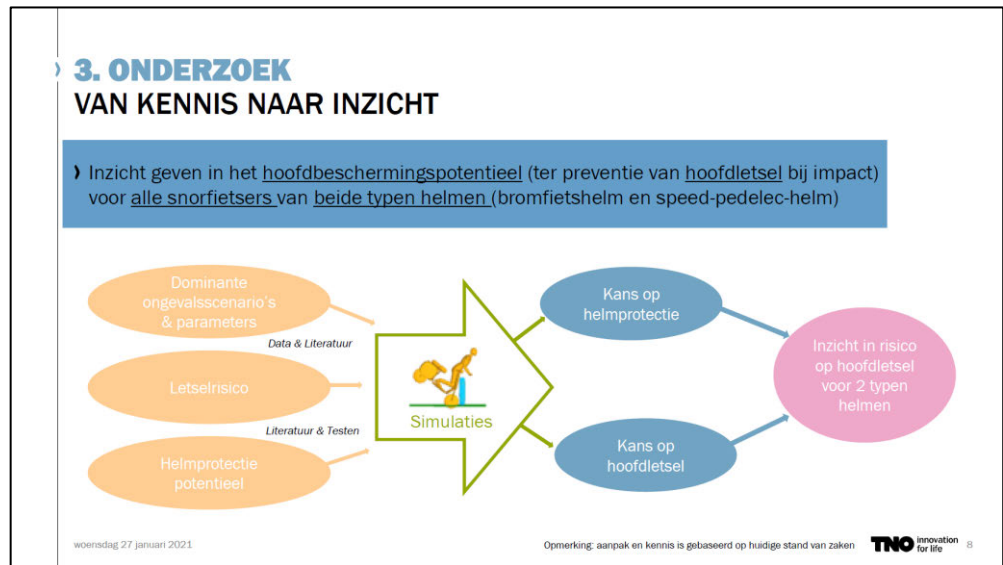 3. ONDERZOEK
VAN KENNIS NAAR INZICHT
Inzicht geven in het hoofdbeschermingspotentieel (ter preventie van hoofdletsel bij impact)
voor alle snorfietsers van beide typen helmen (bromfietshelm en speed-pedelec-helm)
Dominante
ongevalsscenario's
& parameters
Data & Literatuur
Letselrisico
Literatuur & Testen
Helmprotectie
potentieel
Simulaties
Kans op
helmprotectie
Kans op
hoofdletsel
Inzicht in risico
op hoofdletsel
voor 2 typen
helmen
woensdag 27 januari 2021
Opmerking: aanpak en kennis is gebaseerd op huidige stand van zaken
TNO innovation
for life
8